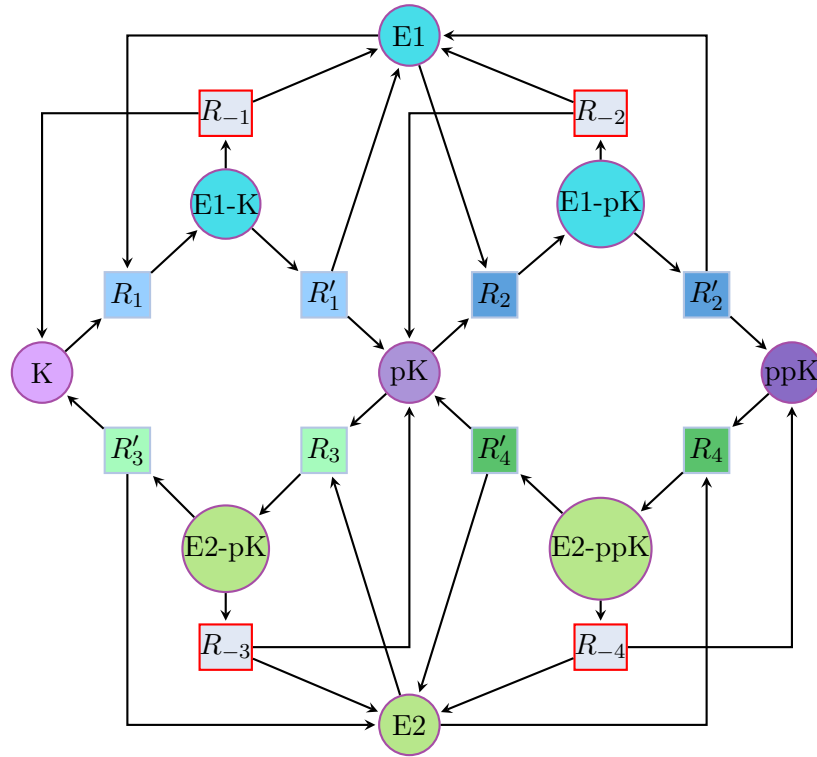 E1
R₋₁
R₋₂
E1-K
E1-pK
R₁
R′₁
R₂
R′₂
K
pK
ppK
R′₃
R₃
R′₄
R₄
E2-pK
E2-ppK
R₋₃
R₋₄
E2